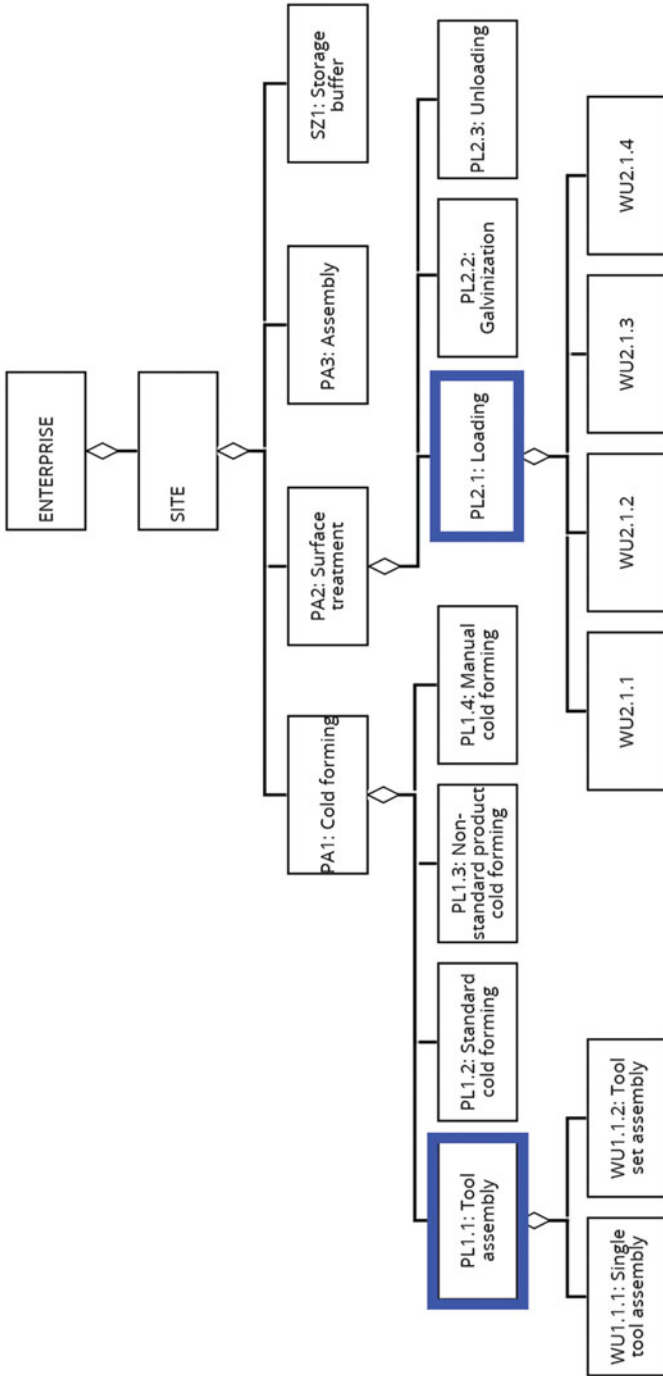 ENTERPRISE
SITE
PA1: Cold forming
PA2: Surface
treatment
PA3: Assembly
SZ1: Storage
buffer
PL1.1: Tool
assembly
PL1.2: Standard
cold forming
PL1.3: Non-
standard product
cold forming
PL1.4: Manual
cold forming
PL2.1: Loading
PL2.2:
Galvinization
PL2.3: Unloading
WU1.1.1: Single
tool assembly
WU1.1.2: Tool
set assembly
WU2.1.1
WU2.1.2
WU2.1.3
WU2.1.4